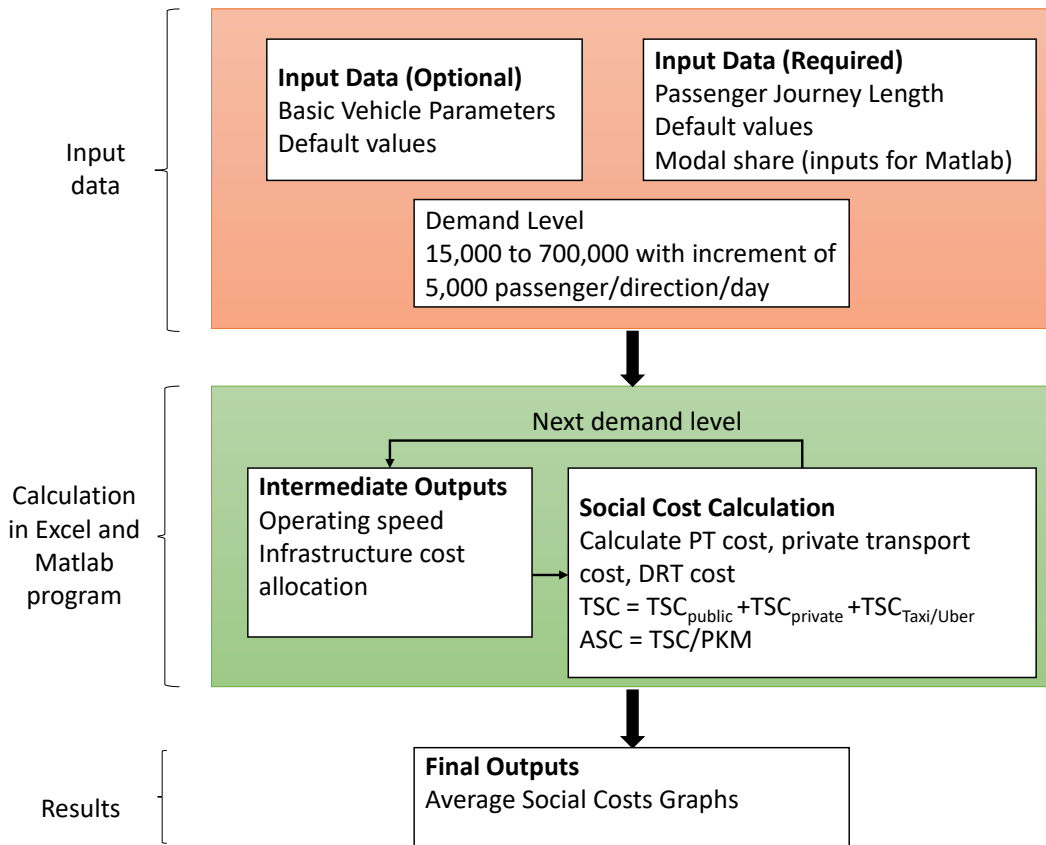 Input
data
Input Data (Optional)
Basic Vehicle Parameters
Default values
Input Data (Required)
Passenger Journey Length
Default values
Modal share (inputs for Matlab)
Demand Level
15,000 to 700,000 with increment of
5,000 passenger/direction/day
Calculation
in Excel and
Matlab
program
Next demand level
Intermediate Outputs
Operating speed
Infrastructure cost
allocation
Social Cost Calculation
Calculate PT cost, private transport
cost, DRT cost
TSC = TSC_public +TSC_private +TSC_Taxi/Uber
ASC = TSC/PKM
Results
Final Outputs
Average Social Costs Graphs